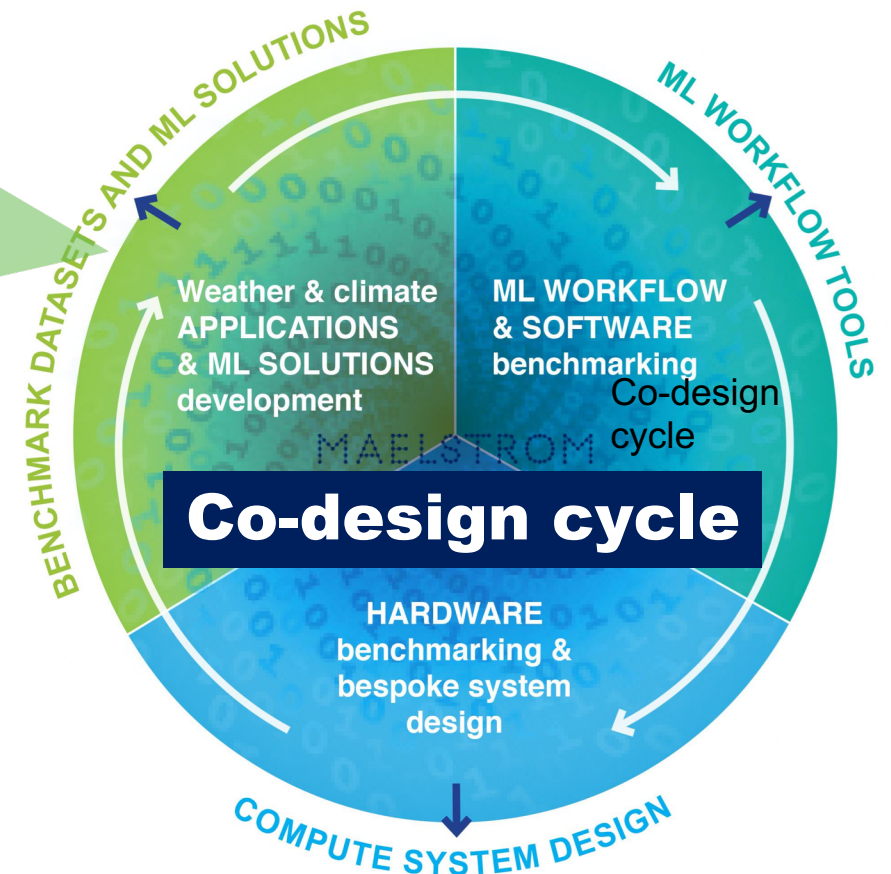 BENCHMARK DATASETS AND ML SOLUTIONS
ML WORKFLOW TOOLS
Weather & climate
APPLICATIONS
& ML SOLUTIONS
development
ML WORKFLOW
& SOFTWARE
benchmarking
Co-design
cycle
MAELSTROM
Co-design cycle
HARDWARE
benchmarking &
bespoke system
design
COMPUTE SYSTEM DESIGN